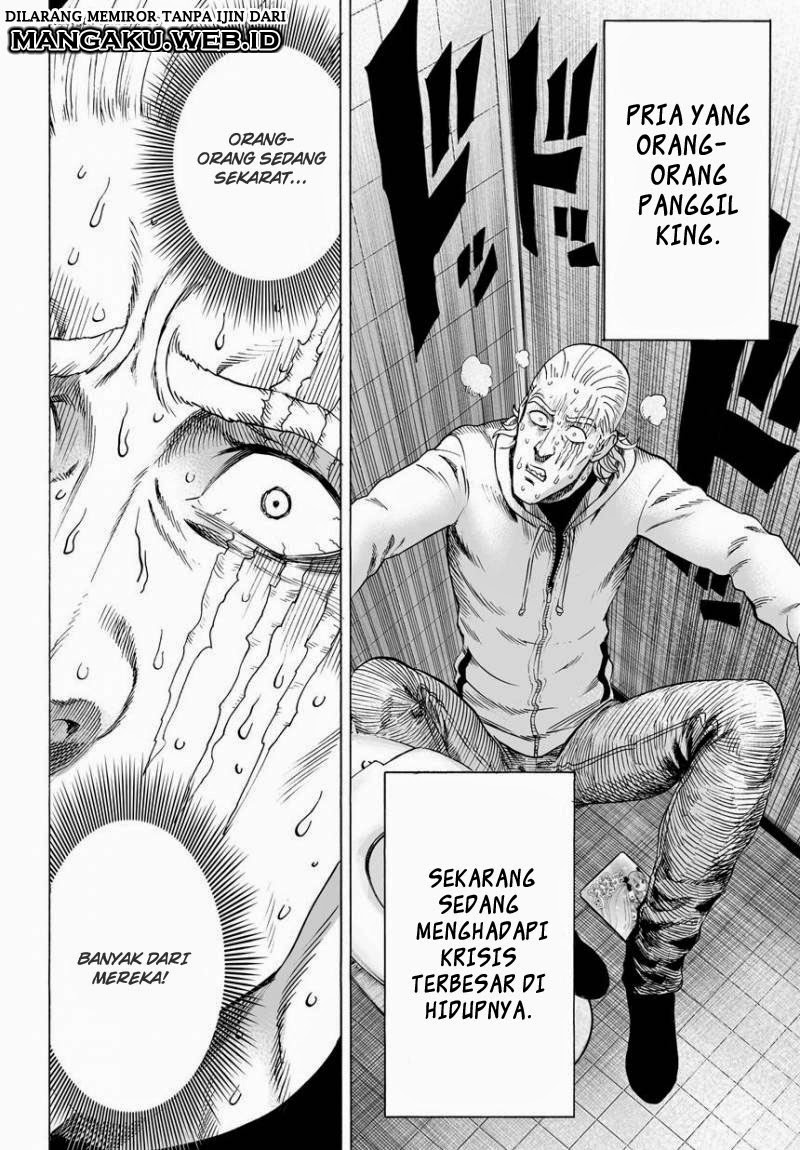 DILARANG MEMIROR TANPA IJIN DARI
MANGAKU.WEB.ID
PRIA YANG
ORANG-
ORANG
PANGGIL
KING.
ドドド
ド
SEKARANG
SEDANG
MENGHADAPI
KRISIS
TERBESAR DI
HIDUPNYA.
ORANG-
ORANG SEDANG
SEKARAT...
BANYAK DARI
MEREKA!